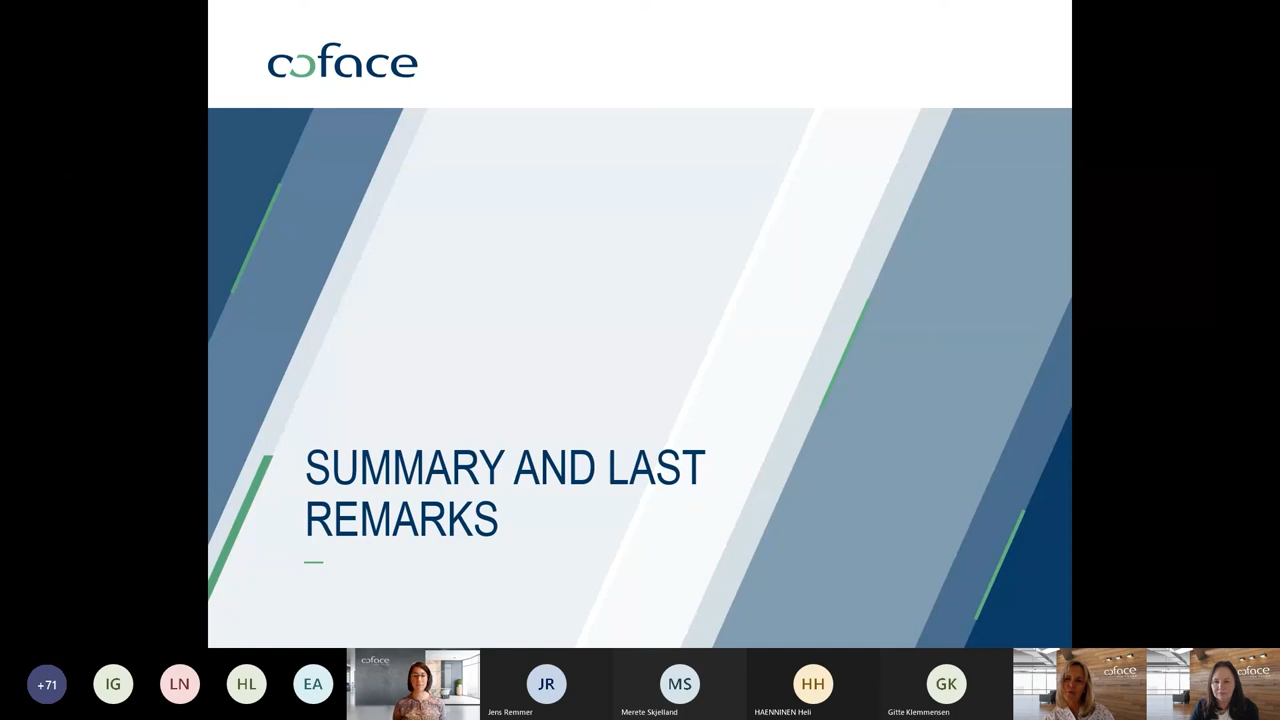 coface
SUMMARY AND LAST
REMARKS
+71
IG
LN
HL
EA
coface
JR
Jens Remmer
MS
Merete Skjelland
HH
HAENNINEN Heli
GK
Gitte Klemmensen
coface
coface